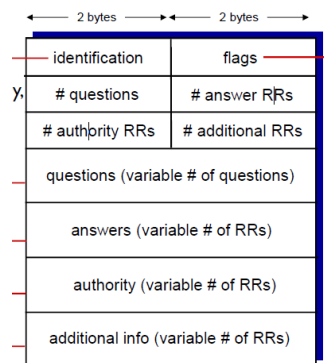 2 bytes 2 bytes
identification flags
y, # questions # answer RRs
# authority RRs # additional RRs
questions (variable # of questions)
answers (variable # of RRs)
authority (variable # of RRs)
additional info (variable # of RRs)